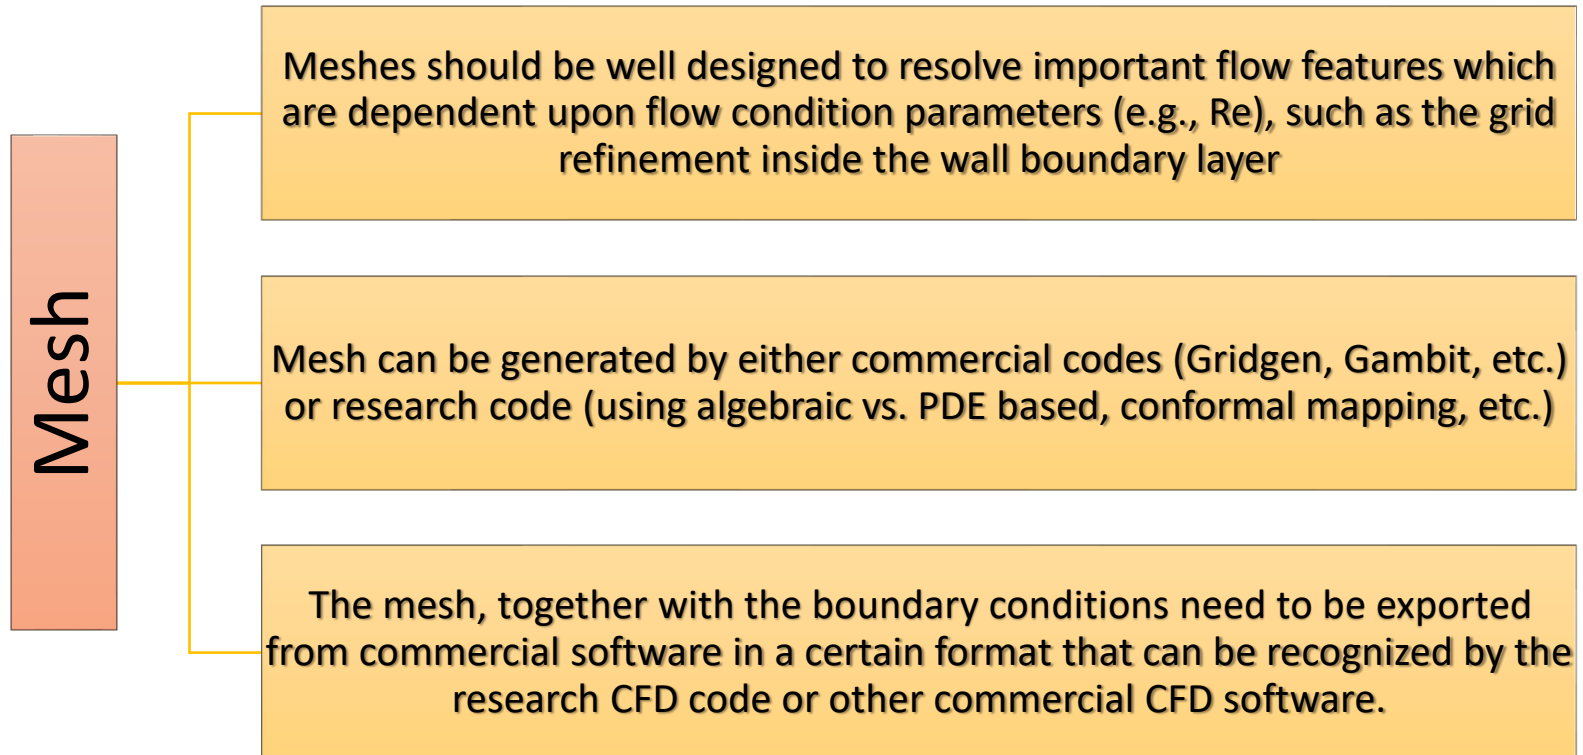 Mesh
Meshes should be well designed to resolve important flow features which
are dependent upon flow condition parameters (e.g., Re), such as the grid
refinement inside the wall boundary layer
Mesh can be generated by either commercial codes (Gridgen, Gambit, etc.)
or research code (using algebraic vs. PDE based, conformal mapping, etc.)
The mesh, together with the boundary conditions need to be exported
from commercial software in a certain format that can be recognized by the
research CFD code or other commercial CFD software.